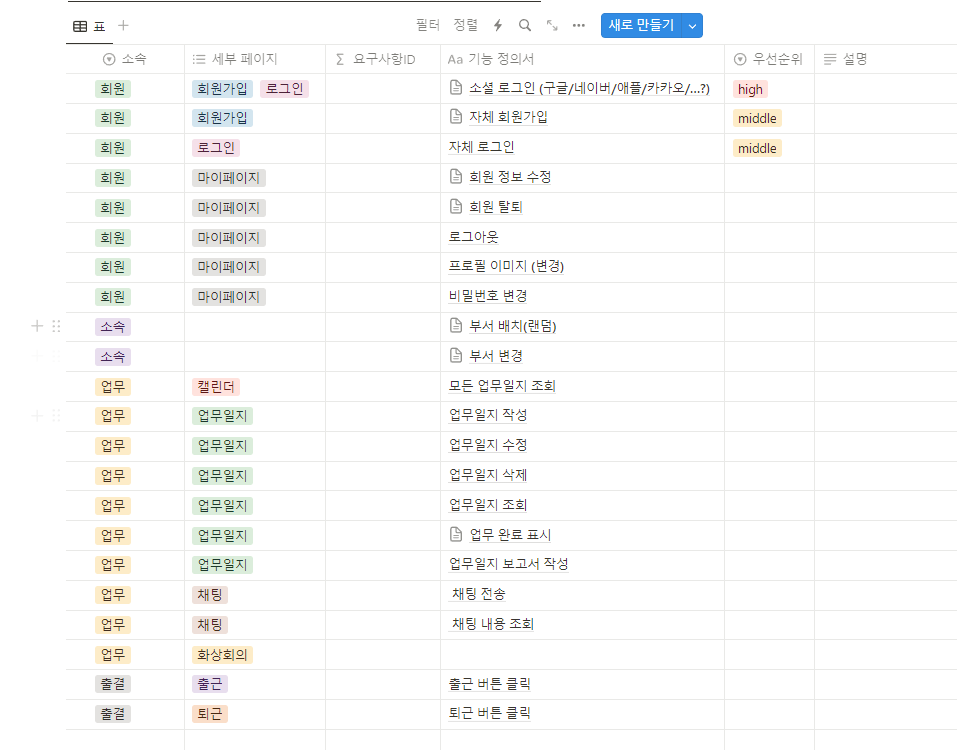 표 필터 정렬 새로 만들기
소속 세부 페이지 Σ 요구사항ID Aa 기능 정의서 우선순위 설명
회원 회원가입 로그인 소셜 로그인 (구글/네이버/애플/카카오/...?) high
회원 회원가입 자체 회원가입 middle
회원 로그인 자체 로그인 middle
회원 마이페이지 회원 정보 수정
회원 마이페이지 회원 탈퇴
회원 마이페이지 로그아웃
회원 마이페이지 프로필 이미지 (변경)
회원 마이페이지 비밀번호 변경
소속 부서 배치(랜덤)
소속 부서 변경
업무 캘린더 모든 업무일지 조회
업무 업무일지 업무일지 작성
업무 업무일지 업무일지 수정
업무 업무일지 업무일지 삭제
업무 업무일지 업무일지 조회
업무 업무일지 업무 완료 표시
업무 업무일지 업무일지 보고서 작성
업무 채팅 채팅 전송
업무 채팅 채팅 내용 조회
업무 화상회의
출결 출근 출근 버튼 클릭
출결 퇴근 퇴근 버튼 클릭